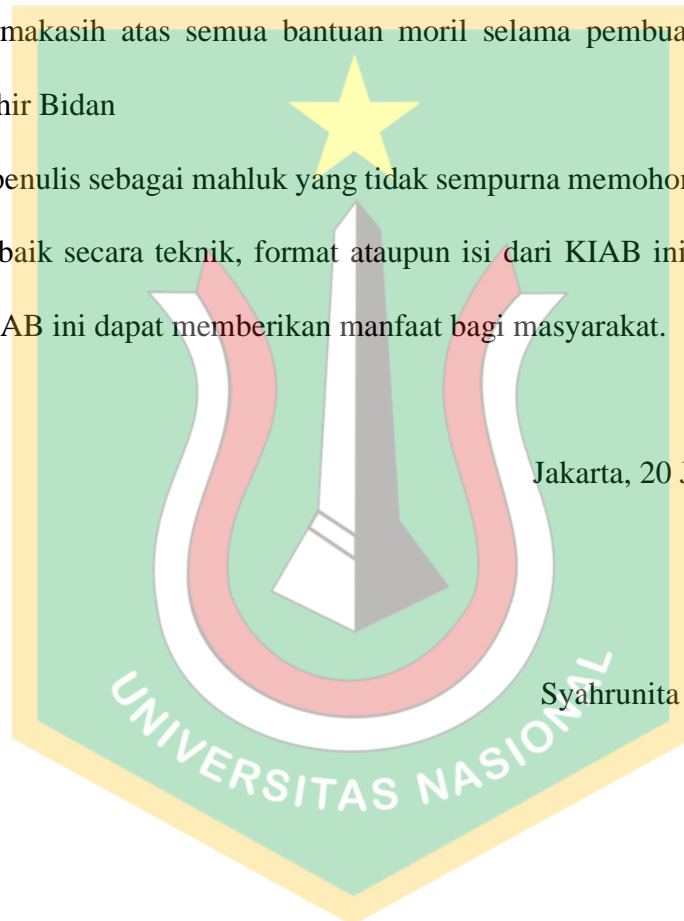 makasih atas semua bantuan moril selama pembua
hir Bidan
penulis sebagai mahluk yang tidak sempurna memohon
baik secara teknik, format ataupun isi dari KIAB ini
AB ini dapat memberikan manfaat bagi masyarakat.
Jakarta, 20 J
Syahrunita
UNIVERSITAS NASIONAL